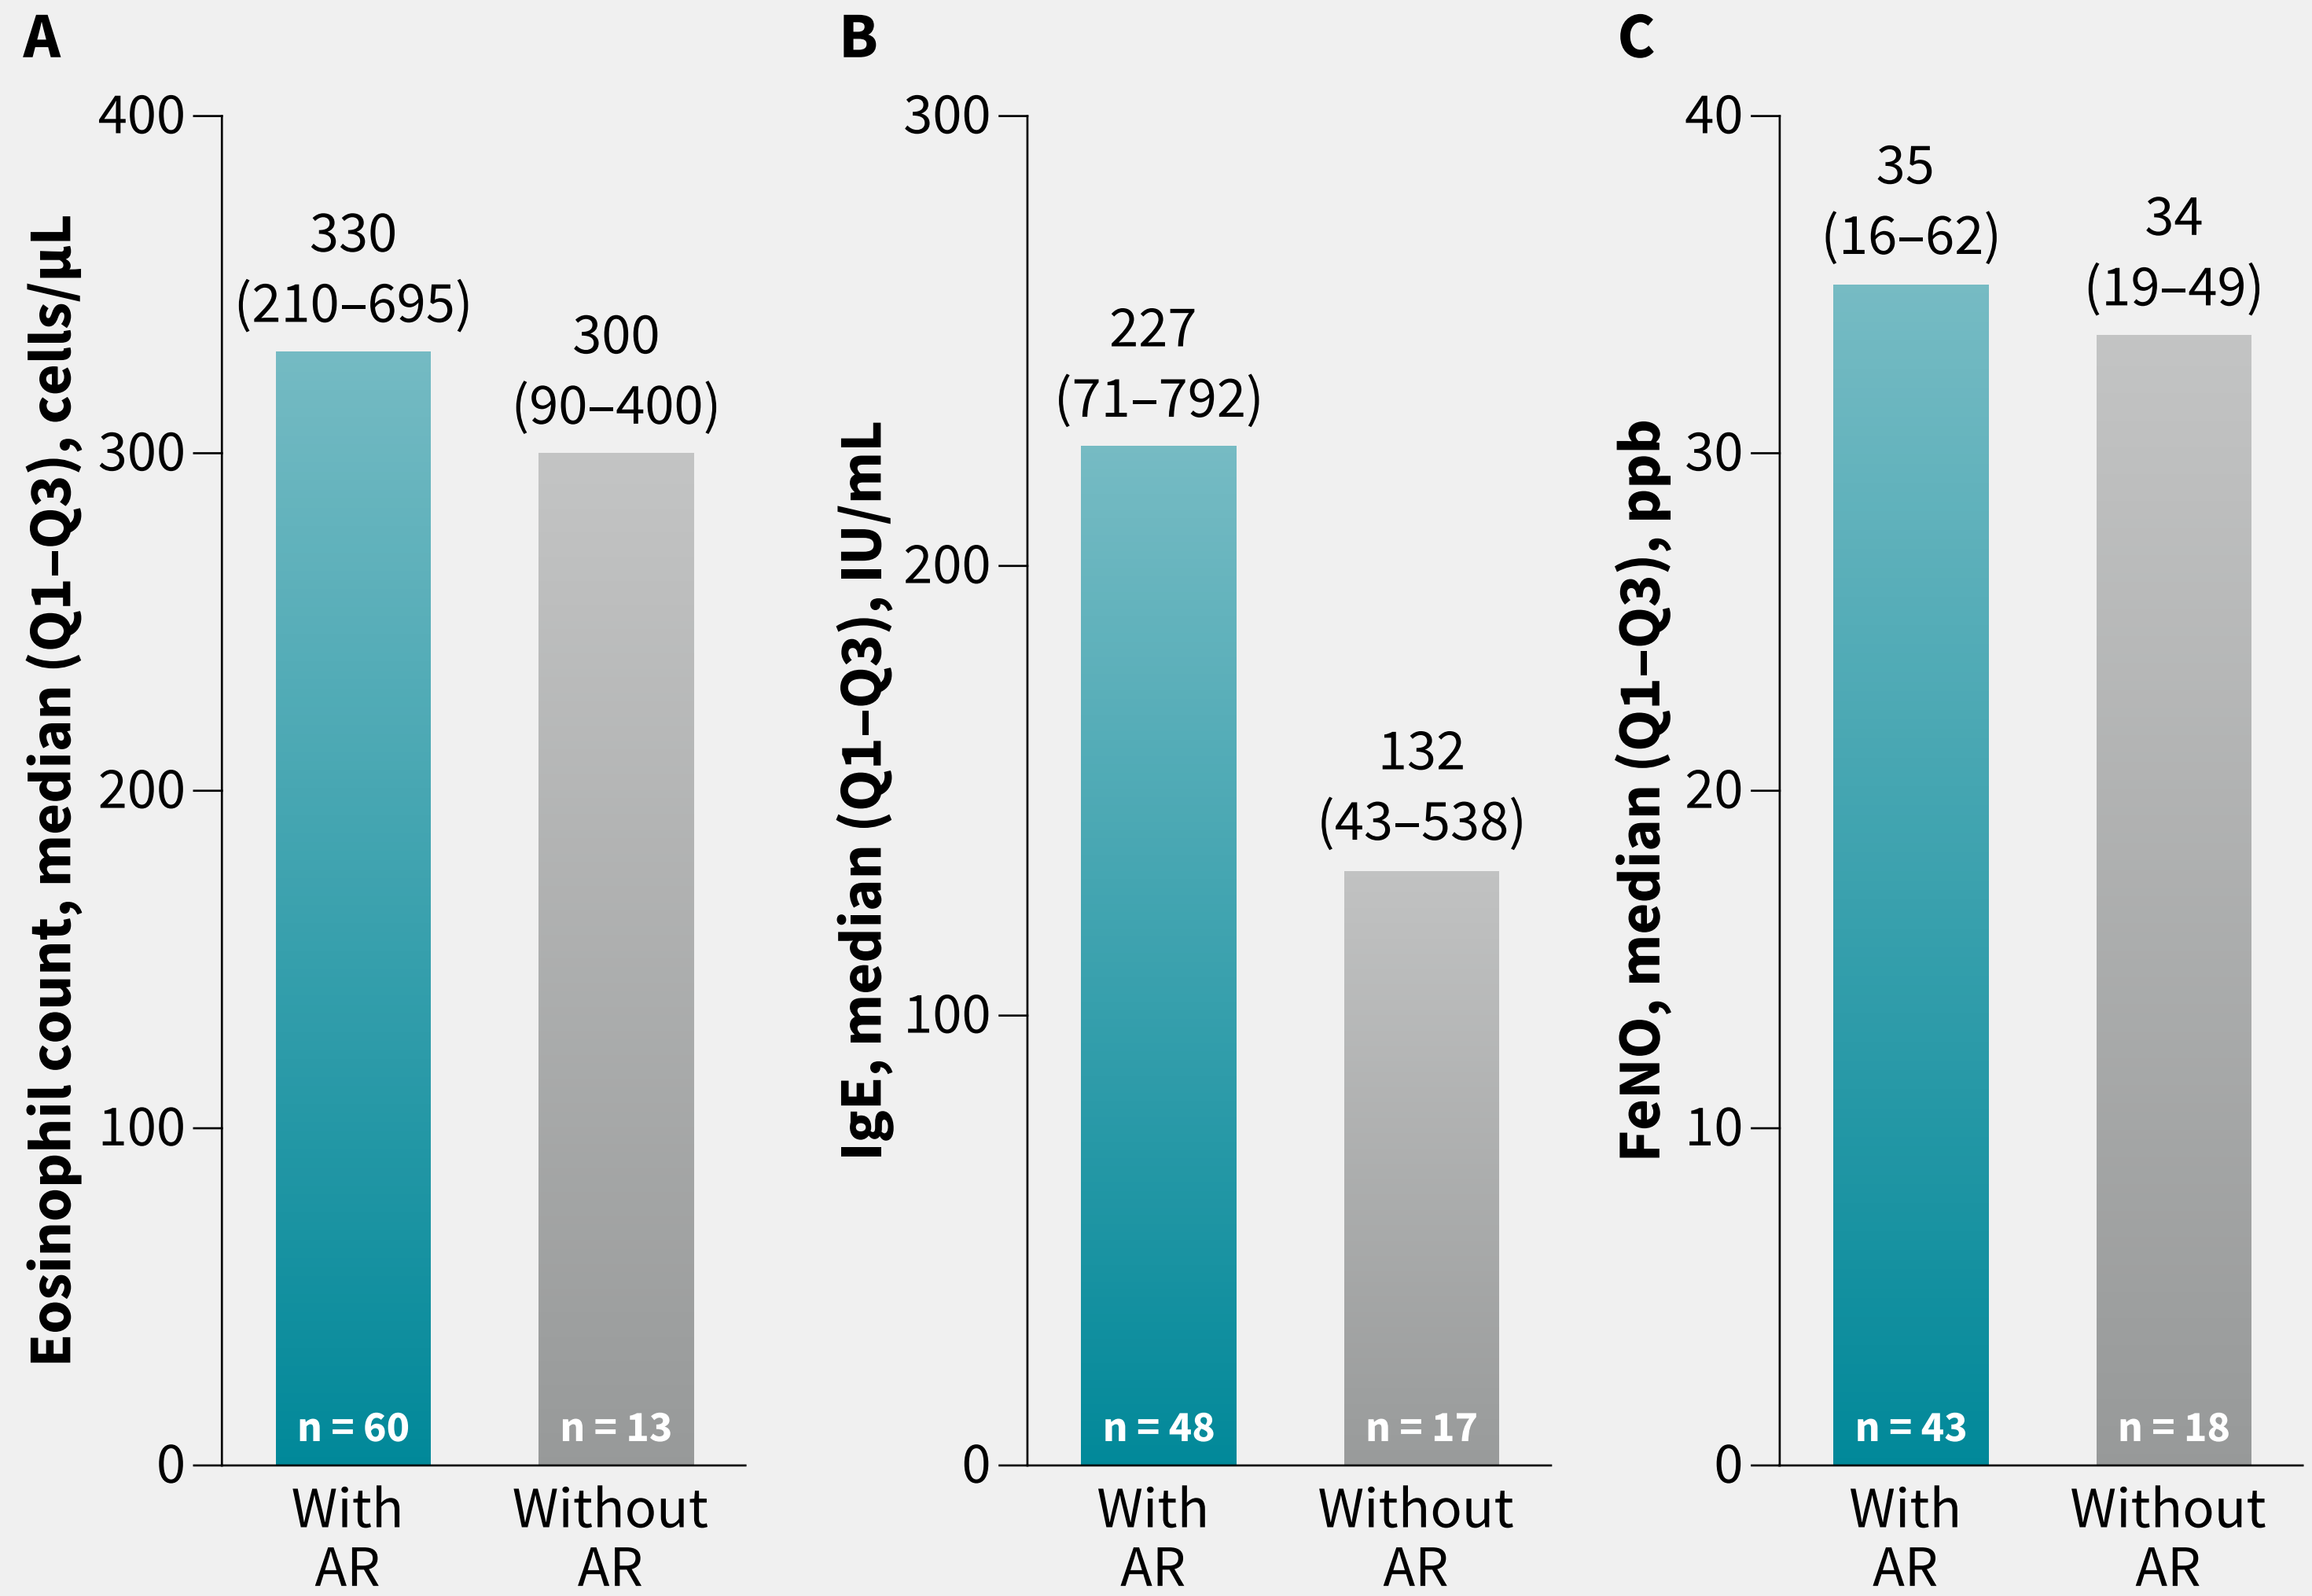 A
Eosinophil count, median (Q1–Q3), cells/µL
400
300
200
100
0
330
(210–695)
300
(90–400)
n = 60
n = 13
With
AR
Without
AR
B
IgE, median (Q1–Q3), IU/mL
300
200
100
0
227
(71–792)
132
(43–538)
n = 48
n = 17
With
AR
Without
AR
C
FeNO, median (Q1–Q3), ppb
40
30
20
10
0
35
(16–62)
34
(19–49)
n = 43
n = 18
With
AR
Without
AR